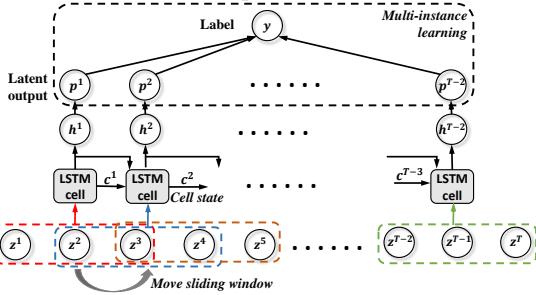 Label y Multi-instance
learning
Latent
output
p¹ p² . . . . . . p^{T-2}
h¹ h² . . . . . . h^{T-2}
LSTM
cell
c¹
LSTM
cell
c²
Cell state
. . . . . .
c^{T-3}
LSTM
cell
z¹ z² z³ z⁴ z⁵ . . . . . . z^{T-2} z^{T-1} z^T
Move sliding window